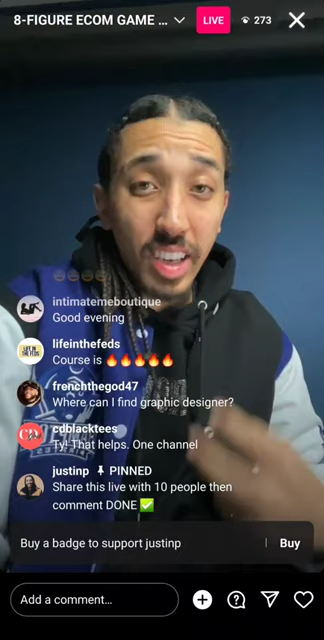 8-FIGURE ECOM GAME ...
LIVE
273
intimatemeboutique
Good evening
lifeinthefeds
Course is 🔥🔥🔥🔥🔥
frenchthegod47
Where can I find graphic designer?
cdblacktees
Ty! That helps. One channel
justinp 📌 PINNED
Share this live with 10 people then
comment DONE ✅
Buy a badge to support justinp | Buy
Add a comment...